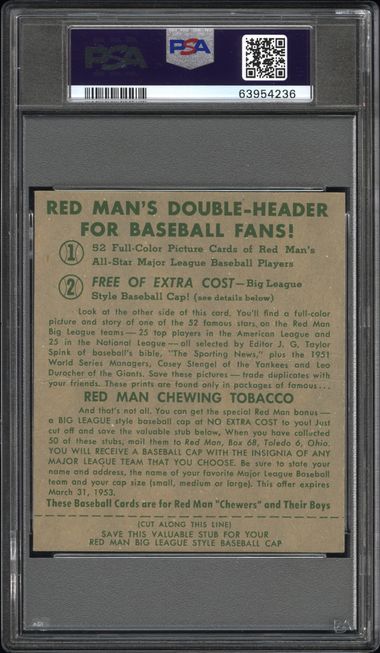 PSA
PSA
63954236
RED MAN'S DOUBLE-HEADER
FOR BASEBALL FANS!
1 52 Full-Color Picture Cards of Red Man's
All-Star Major League Baseball Players
2 FREE OF EXTRA COST—Big League
Style Baseball Cap! (see details below)
Look at the other side of this card. You'll find a full-color
picture and story of one of the 52 famous stars, on the Red Man
Big League teams — 25 top players in the American League and
25 in the National League — all selected by Editor J. G. Taylor
Spink of baseball's bible, "The Sporting News," plus the 1951
World Series Managers, Casey Stengel of the Yankees and Leo
Durocher of the Giants. Save these pictures — trade duplicates with
your friends. These prints are found only in packages of famous...
RED MAN CHEWING TOBACCO
And that's not all. You can get the special Red Man bonus —
a BIG LEAGUE style baseball cap at NO EXTRA COST to you! Just
cut off and save the valuable stub below. When you have collected
50 of these stubs, mail them to Red Man, Box 68, Toledo 6, Ohio.
YOU WILL RECEIVE A BASEBALL CAP WITH THE INSIGNIA OF ANY
MAJOR LEAGUE TEAM THAT YOU CHOOSE. Be sure to state your
name and address, the name of your favorite Major League Baseball
team and your cap size (small, medium or large). This offer expires
March 31, 1953.
These Baseball Cards are for Red Man "Chewers" and Their Boys
(CUT ALONG THIS LINE)
SAVE THIS VALUABLE STUB FOR YOUR
RED MAN BIG LEAGUE STYLE BASEBALL CAP